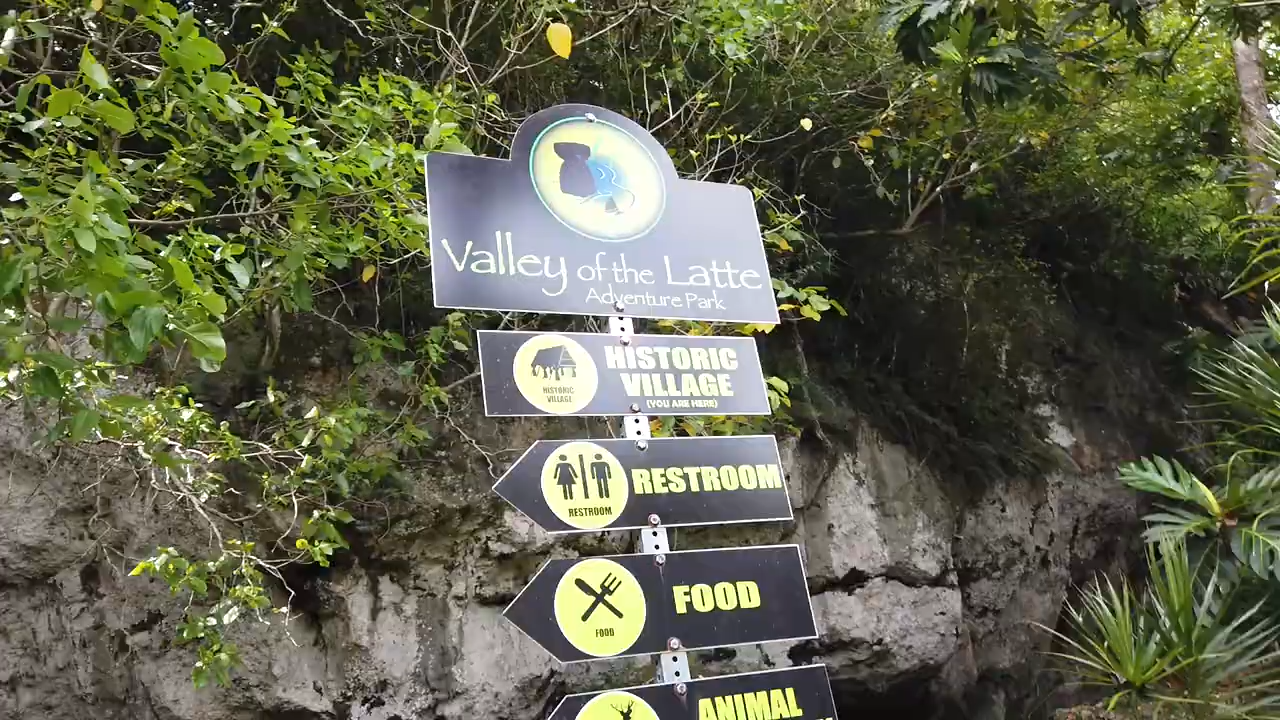 Valley of the Latte
Adventure Park
HISTORIC
VILLAGE
HISTORIC
VILLAGE
(YOU ARE HERE)
RESTROOM
RESTROOM
FOOD
FOOD
ANIMAL